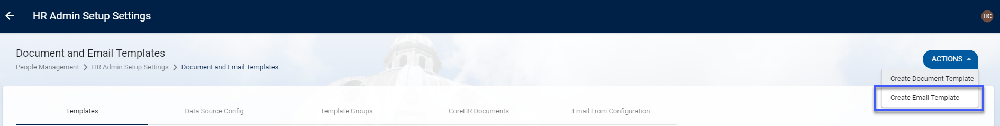 HR Admin Setup Settings
HC
Document and Email Templates
People Management HR Admin Setup Settings Document and Email Templates
ACTIONS
Create Document Template
Create Email Template
Templates Data Source Config Template Groups CoreHR Documents Email From Configuration